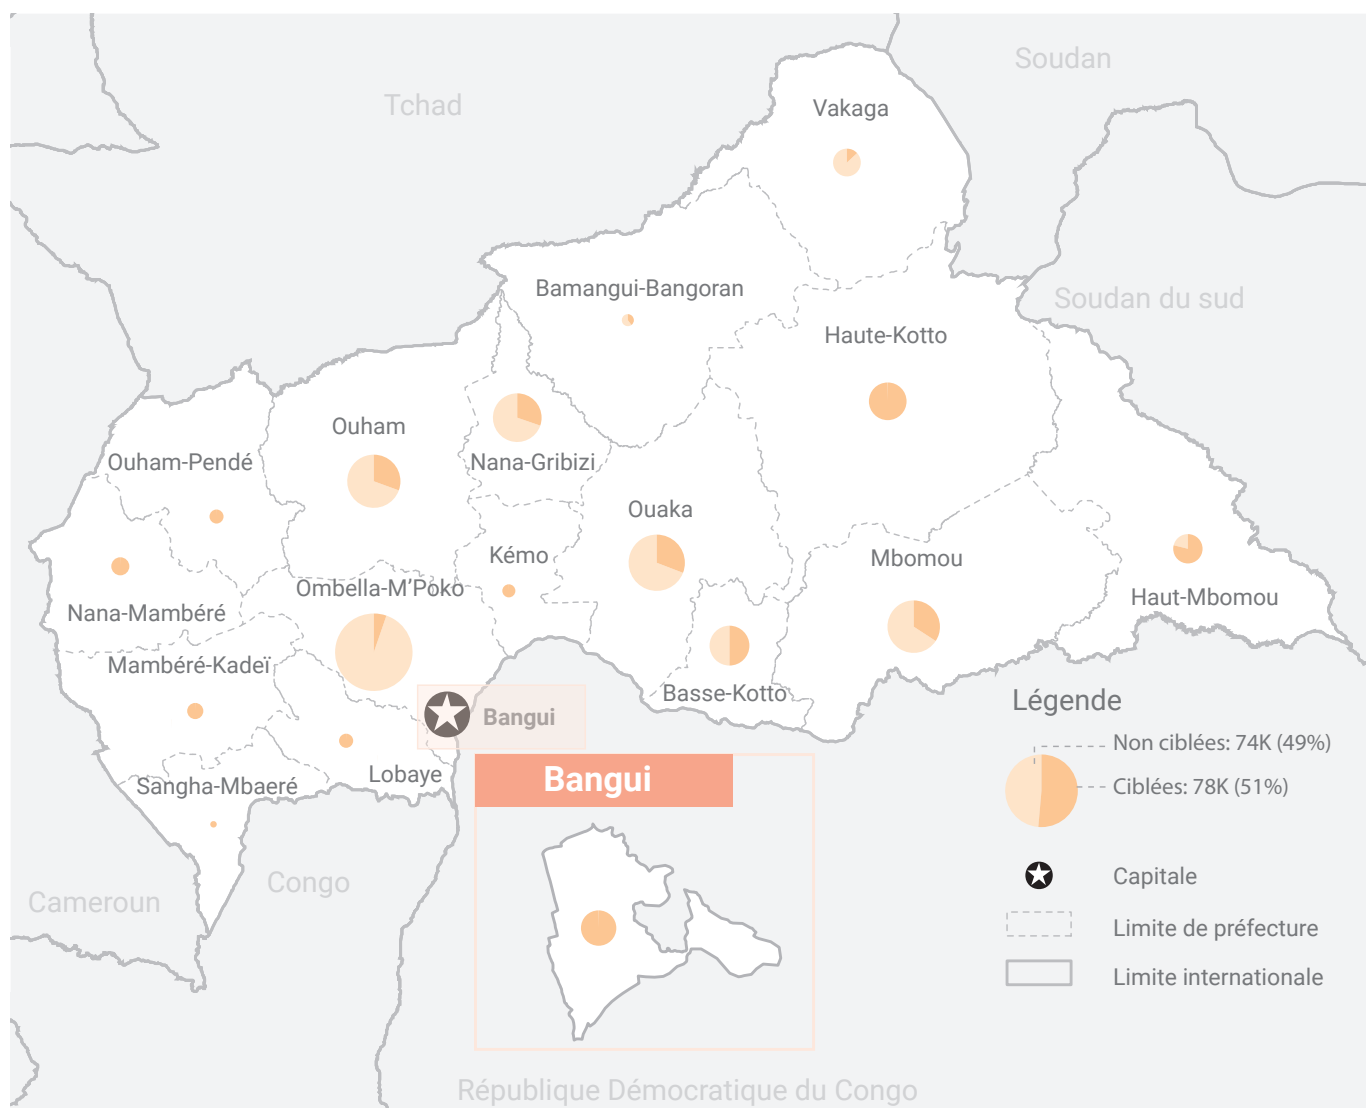 Soudan
Tchad
Vakaga
Bamangui-Bangoran
Soudan du sud
Haute-Kotto
Ouham
Ouham-Pendé
Nana-Gribizi
Ouaka
Kémo
Mbomou
Ombella-M'Poko
Haut-Mbomou
Nana-Mambéré
Mambéré-Kadeï
Basse-Kotto
Bangui
Lobaye
Sangha-Mbaeré
Bangui
Congo
Cameroun
République Démocratique du Congo
Légende
Non ciblées: 74K (49%)
Ciblées: 78K (51%)
Capitale
Limite de préfecture
Limite internationale